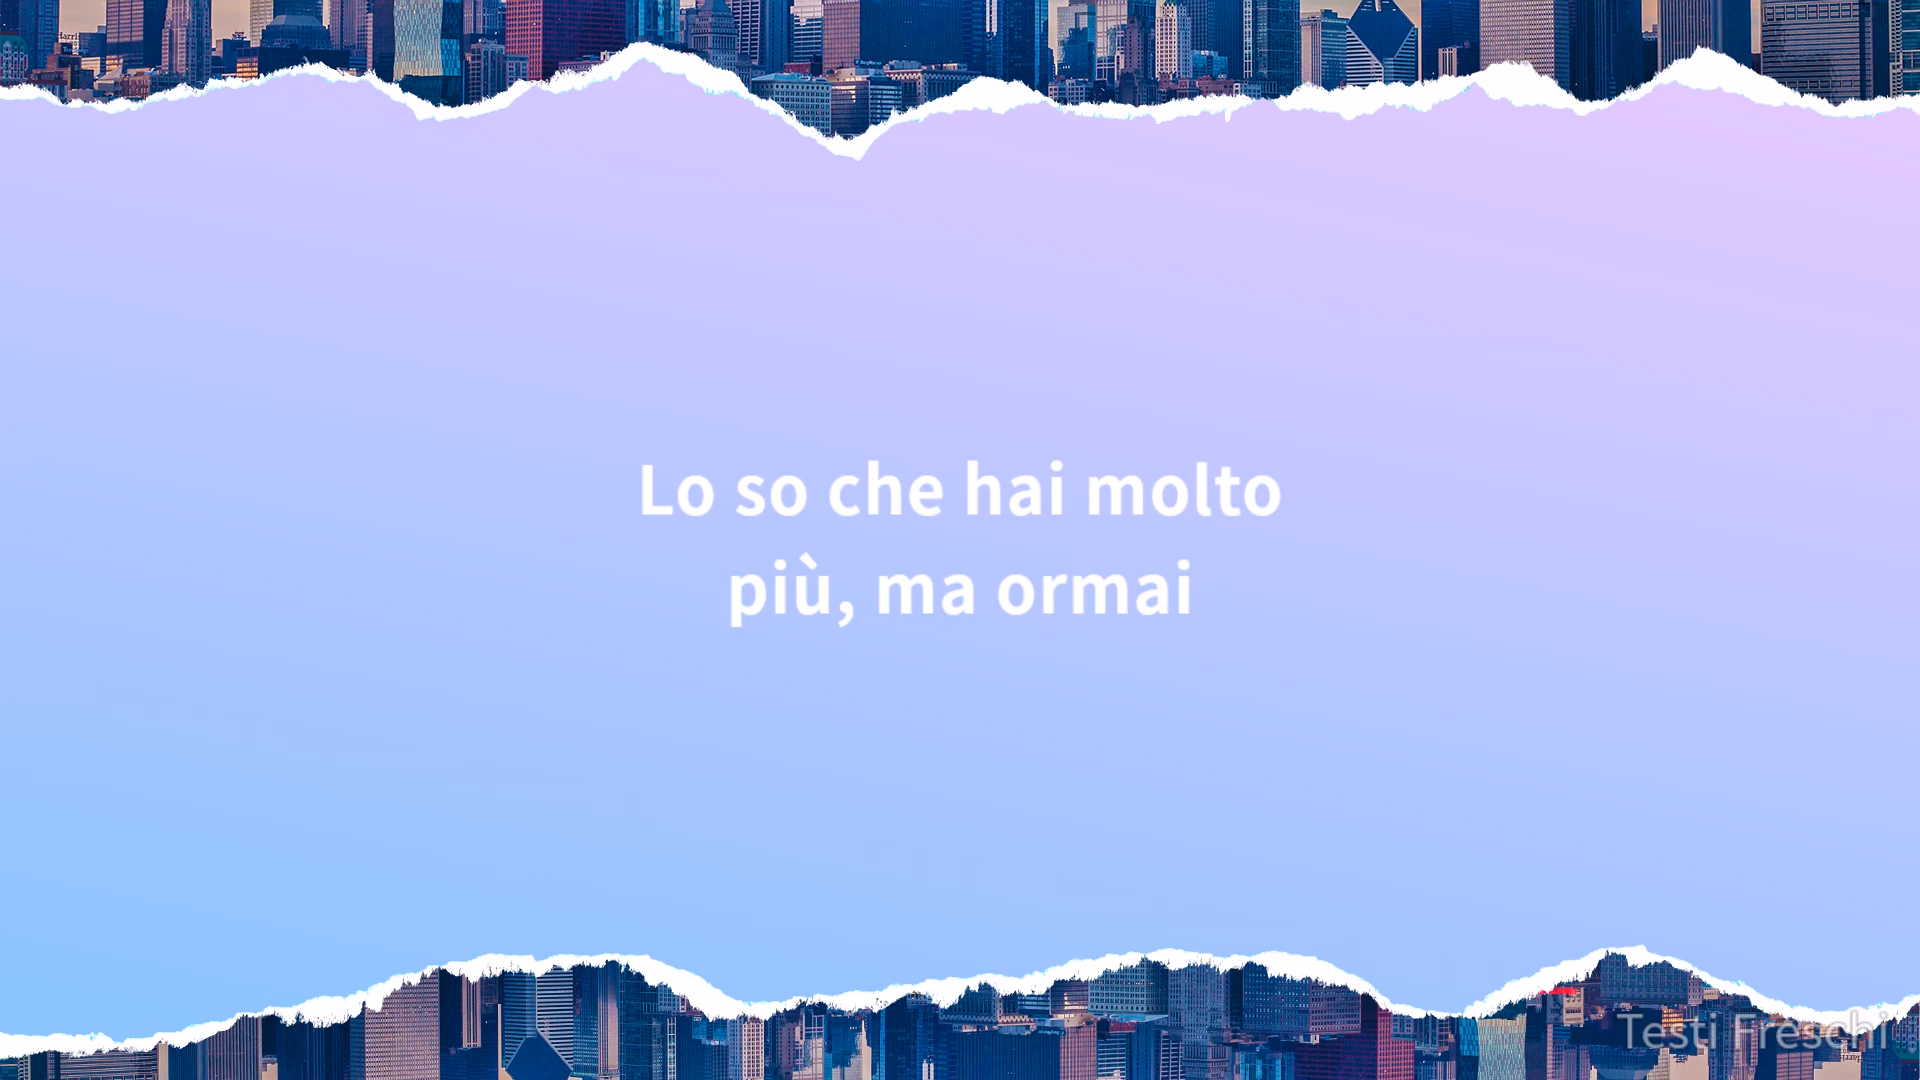 Lo so che hai molto
più, ma ormai
Testi Freschi